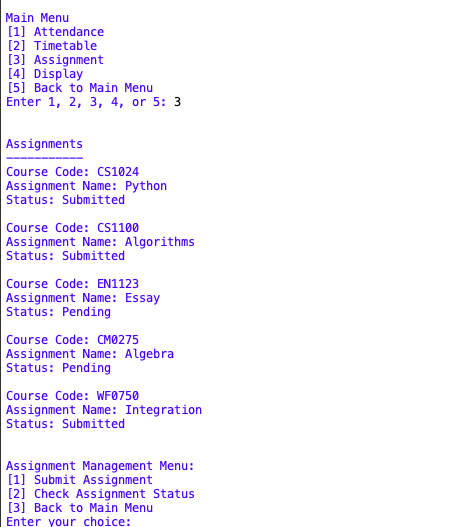 Main Menu
[1] Attendance
[2] Timetable
[3] Assignment
[4] Display
[5] Back to Main Menu
Enter 1, 2, 3, 4, or 5: 3
Assignments
-----------
Course Code: CS1024
Assignment Name: Python
Status: Submitted
Course Code: CS1100
Assignment Name: Algorithms
Status: Submitted
Course Code: EN1123
Assignment Name: Essay
Status: Pending
Course Code: CM0275
Assignment Name: Algebra
Status: Pending
Course Code: WF0750
Assignment Name: Integration
Status: Submitted
Assignment Management Menu:
[1] Submit Assignment
[2] Check Assignment Status
[3] Back to Main Menu
Enter your choice: